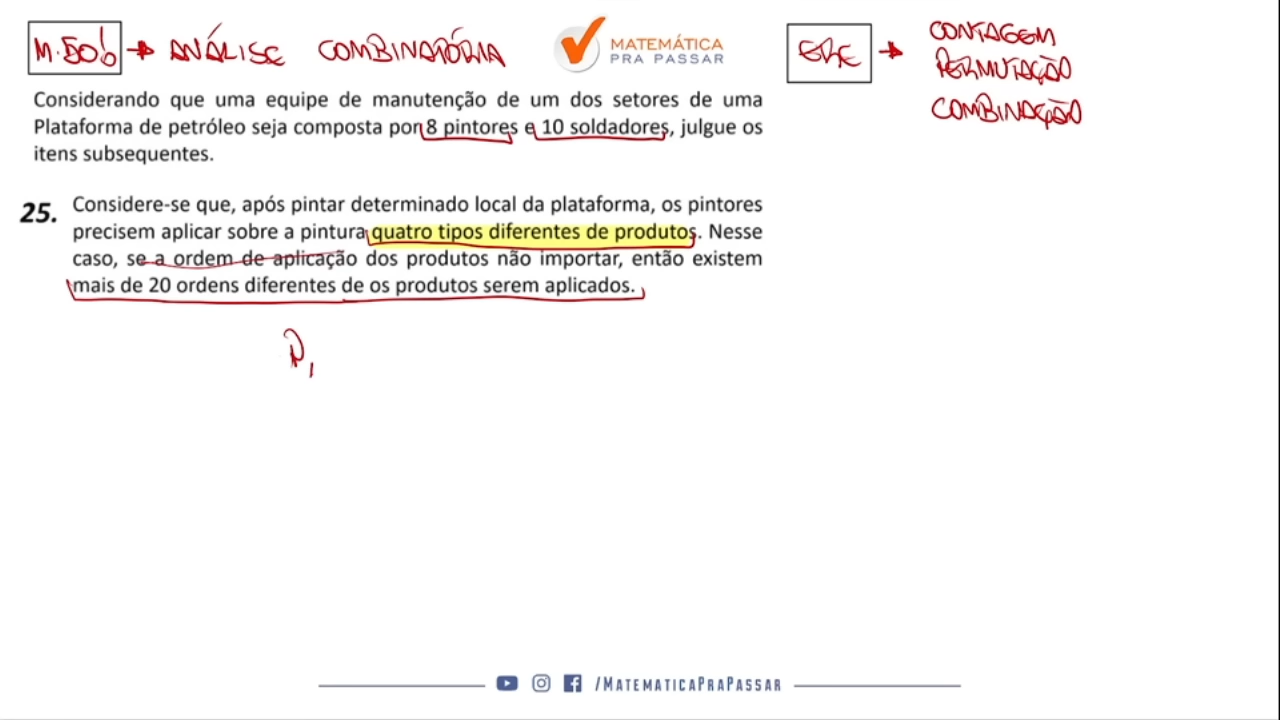 M.50! → ANÁLISE COMBINATÓRIA
MATEMÁTICA
PRA PASSAR
→ CONTAGEM
PERMUTAÇÃO
COMBINAÇÃO
Considerando que uma equipe de manutenção de um dos setores de uma
Plataforma de petróleo seja composta por 8 pintores e 10 soldadores, julgue os
itens subsequentes.
25. Considere-se que, após pintar determinado local da plataforma, os pintores
precisem aplicar sobre a pintura quatro tipos diferentes de produtos. Nesse
caso, se a ordem de aplicação dos produtos não importar, então existem
mais de 20 ordens diferentes de os produtos serem aplicados.
P,
/MATEMATICAPRAPASSAR